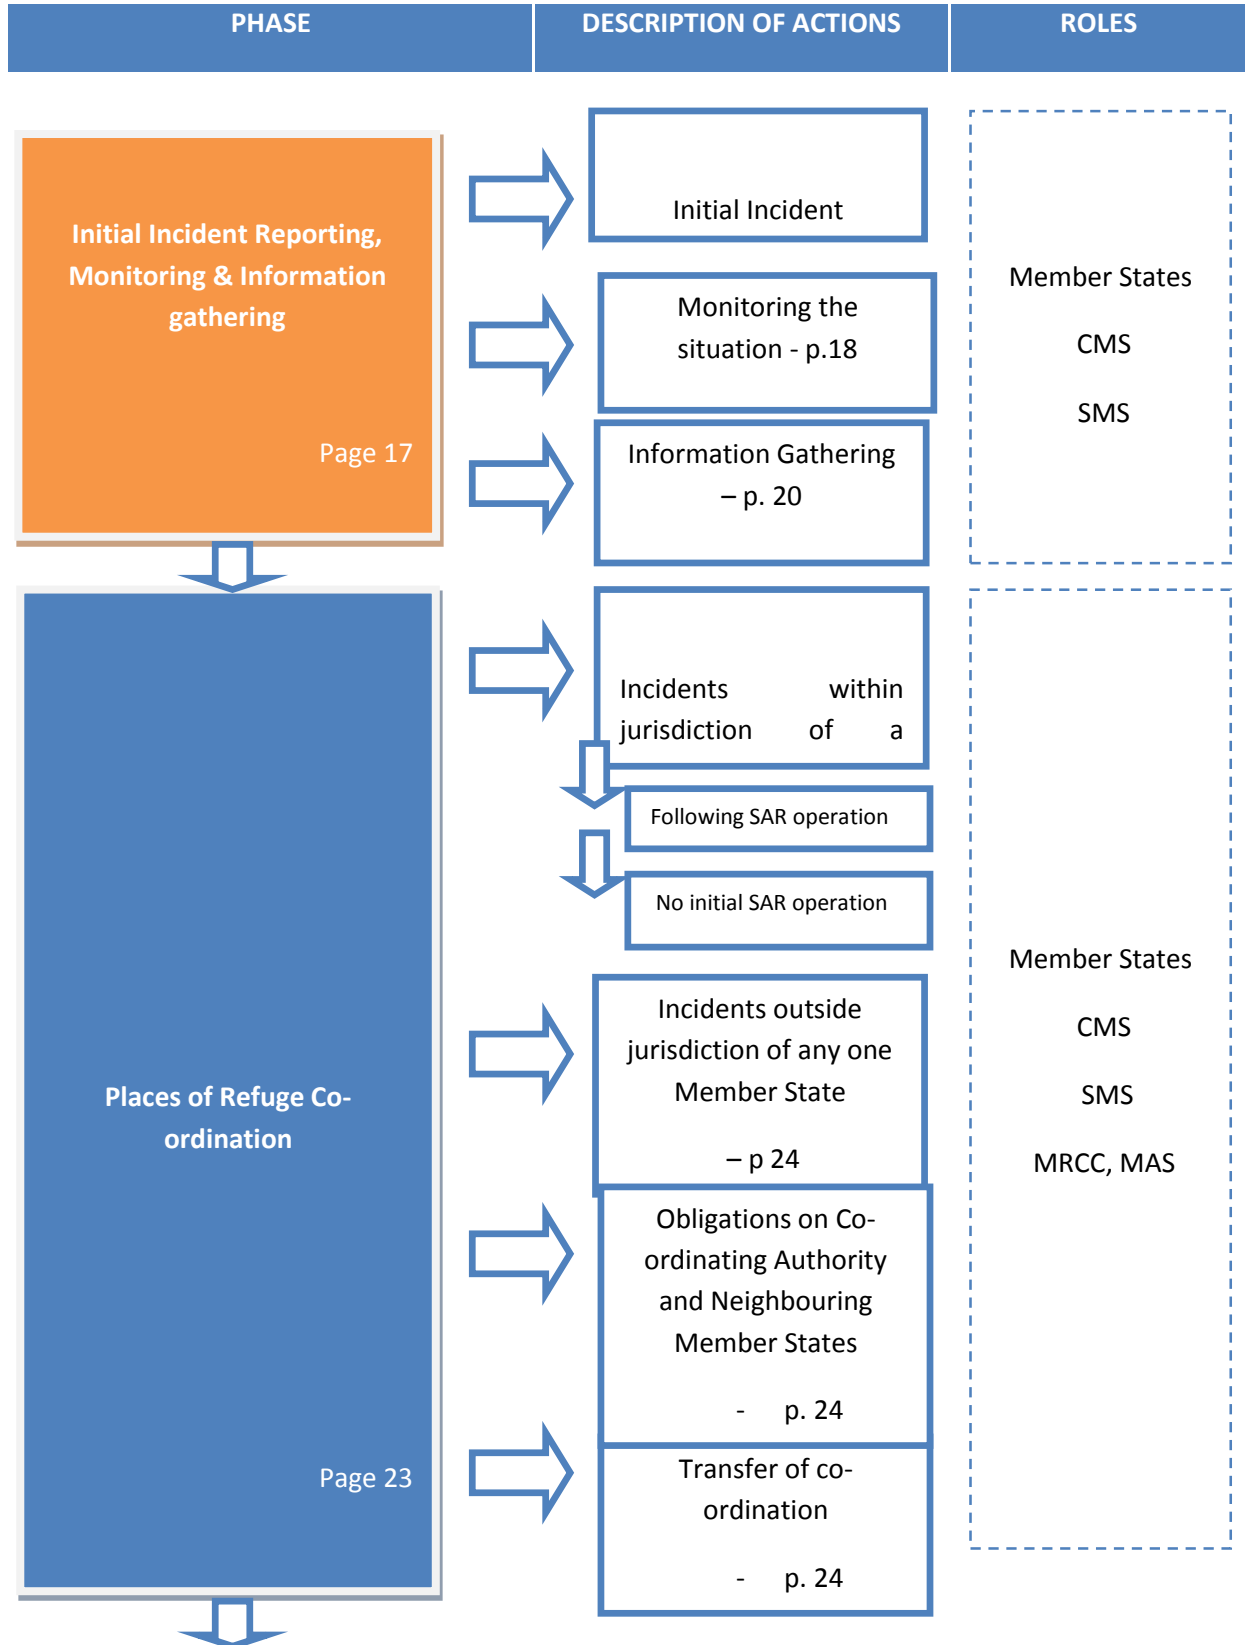 PHASE
DESCRIPTION OF ACTIONS
ROLES
Initial Incident Reporting,
Monitoring & Information
gathering
Page 17
Initial Incident
Monitoring the
situation - p.18
Information Gathering
– p. 20
Member States
CMS
SMS
Places of Refuge Co-
ordination
Page 23
Incidents within
jurisdiction of a
Following SAR operation
No initial SAR operation
Incidents outside
jurisdiction of any one
Member State
– p 24
Obligations on Co-
ordinating Authority
and Neighbouring
Member States
- p. 24
Transfer of co-
ordination
- p. 24
Member States
CMS
SMS
MRCC, MAS